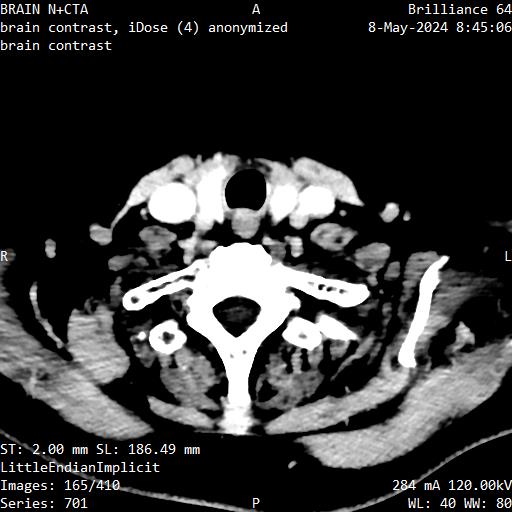 BRAIN N+CTA
A
Brilliance 64
brain contrast, iDose (4) anonymized
8-May-2024 8:45:06
brain contrast
R
L
ST: 2.00 mm SL: 186.49 mm
LittleEndianImplicit
Images: 165/410
284 mA 120.00kV
Series: 701
P
WL: 40 WW: 80